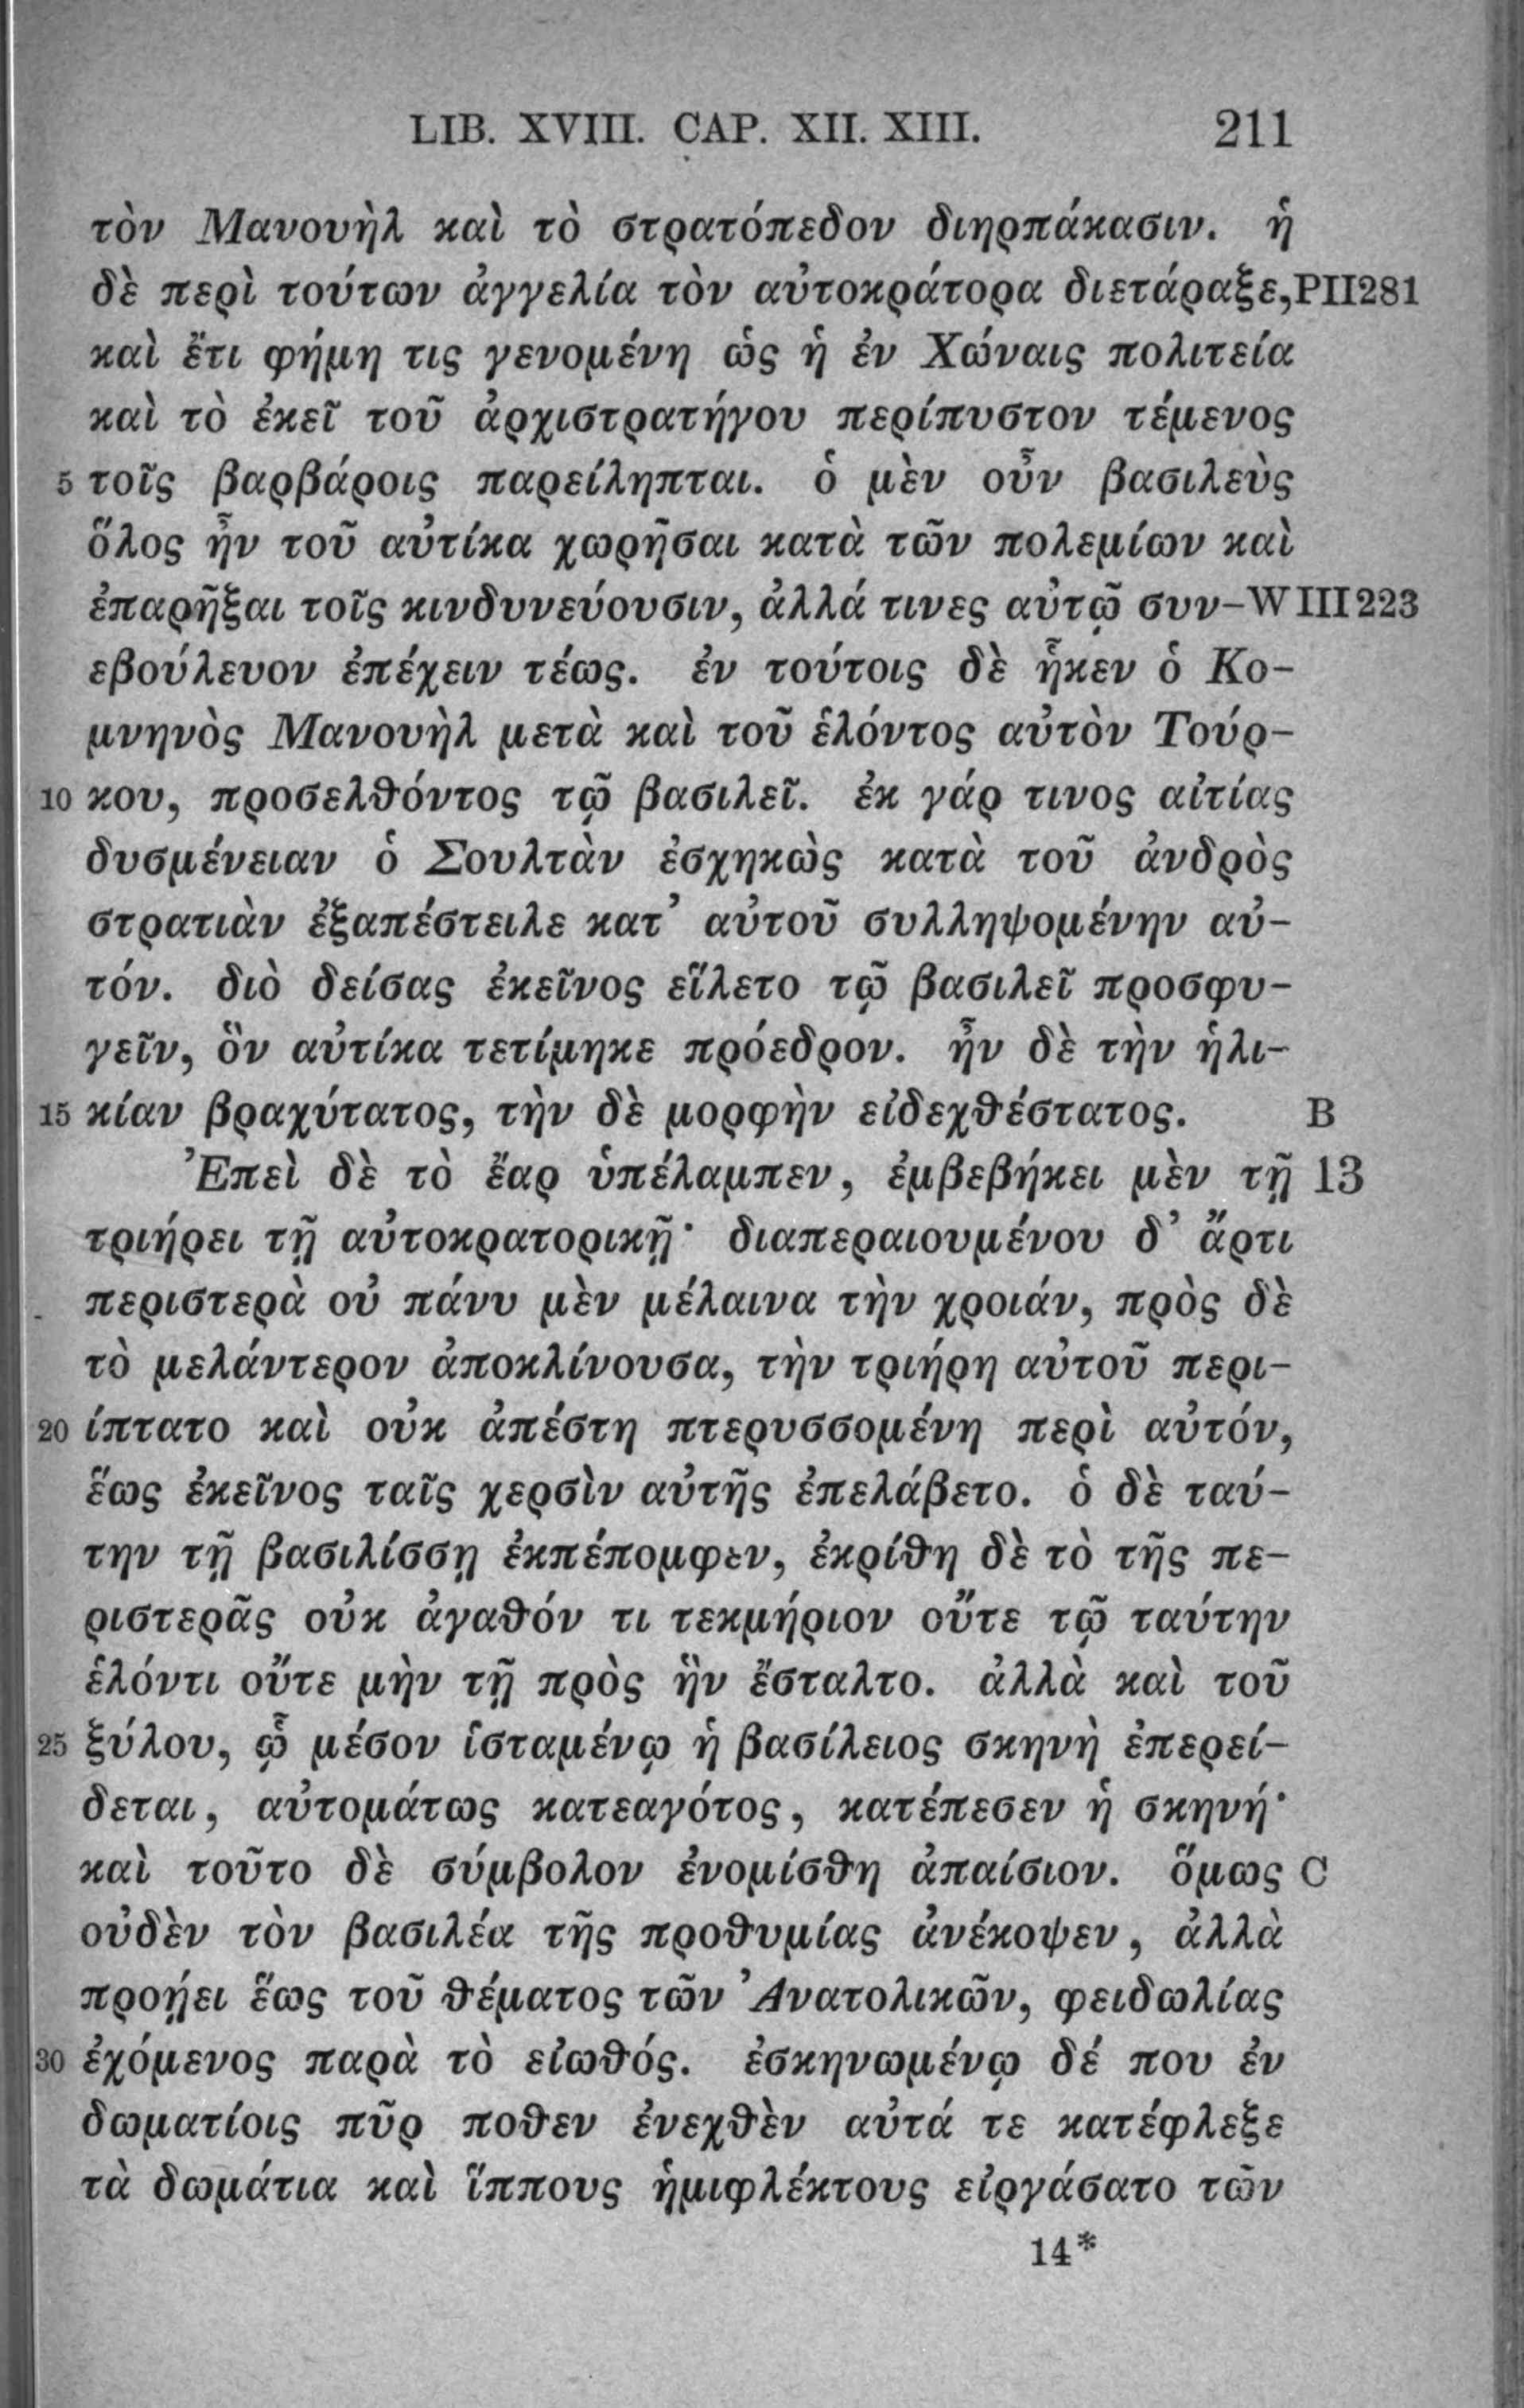 LIB. XVIII. CAP. XII. XIII. 211
τὸν Μανουὴλ καὶ τὸ στρατόπεδον διηρπάκασιν. ἡ
δὲ περὶ τούτων ἀγγελία τὸν αὐτοκράτορα διετάραξε, PII281
καὶ ἔτι φήμη τις γενομένη ὡς ἡ ἐν Χώναις πολιτεία
καὶ τὸ ἐκεῖ τοῦ ἀρχιστρατήγου περίπυστον τέμενος
5 τοῖς βαρβάροις παρείληπται. ὁ μὲν οὖν βασιλεὺς
ὅλος ἦν τοῦ αὐτίκα χωρῆσαι κατὰ τῶν πολεμίων καὶ
ἐπαρῆξαι τοῖς κινδυνεύουσιν, ἀλλά τινες αὐτῷ συν- WIII223
εβούλευον ἐπέχειν τέως. ἐν τούτοις δὲ ἧκεν ὁ Κο-
μνηνὸς Μανουὴλ μετὰ καὶ τοῦ ἑλόντος αὐτὸν Τούρ-
10 κου, προσελθόντος τῷ βασιλεῖ. ἐκ γάρ τινος αἰτίας
δυσμένειαν ὁ Σουλτὰν ἐσχηκὼς κατὰ τοῦ ἀνδρὸς
στρατιὰν ἐξαπέστειλε κατ’ αὐτοῦ συλληψομένην αὐ-
τόν. διὸ δείσας ἐκεῖνος εἵλετο τῷ βασιλεῖ προσφυ-
γεῖν, ὃν αὐτίκα τετίμηκε πρόεδρον. ἦν δὲ τὴν ἡλι-
15 κίαν βραχύτατος, τὴν δὲ μορφὴν εἰδεχθέστατος. B
Ἐπεὶ δὲ τὸ ἔαρ ὑπέλαμπεν, ἐμβεβήκει μὲν τῇ 13
τριήρει τῇ αὐτοκρατορικῇ· διαπεραιουμένου δ’ ἄρτι
περιστερὰ οὐ πάνυ μὲν μέλαινα τὴν χροιάν, πρὸς δὲ
τὸ μελάντερον ἀποκλίνουσα, τὴν τριήρη αὐτοῦ περι-
20 ίπτατο καὶ οὐκ ἀπέστη πτερυσσομένη περὶ αὐτόν,
ἕως ἐκεῖνος ταῖς χερσὶν αὐτῆς ἐπελάβετο. ὁ δὲ ταύ-
την τῇ βασιλίσσῃ ἐκπέπομφεν, ἐκρίθη δὲ τὸ τῆς πε-
ριστερᾶς οὐκ ἀγαθόν τι τεκμήριον οὔτε τῷ ταύτην
ἑλόντι οὔτε μὴν τῇ πρὸς ἣν ἔσταλτο. ἀλλὰ καὶ τοῦ
25 ξύλου, ᾧ μέσον ἱσταμένῳ ἡ βασίλειος σκηνὴ ἐπερεί-
δεται, αὐτομάτως κατεαγότος, κατέπεσεν ἡ σκηνή·
καὶ τοῦτο δὲ σύμβολον ἐνομίσθη ἀπαίσιον. ὅμως C
οὐδὲν τὸν βασιλέα τῆς προθυμίας ἀνέκοψεν, ἀλλὰ
προῄει ἕως τοῦ θέματος τῶν Ἀνατολικῶν, φειδωλίας
30 ἐχόμενος παρὰ τὸ εἰωθός. ἐσκηνωμένῳ δέ που ἐν
δωματίοις πῦρ ποθεν ἐνεχθὲν αὐτά τε κατέφλεξε
τὰ δωμάτια καὶ ἵππους ἡμιφλέκτους εἰργάσατο τῶν
14*